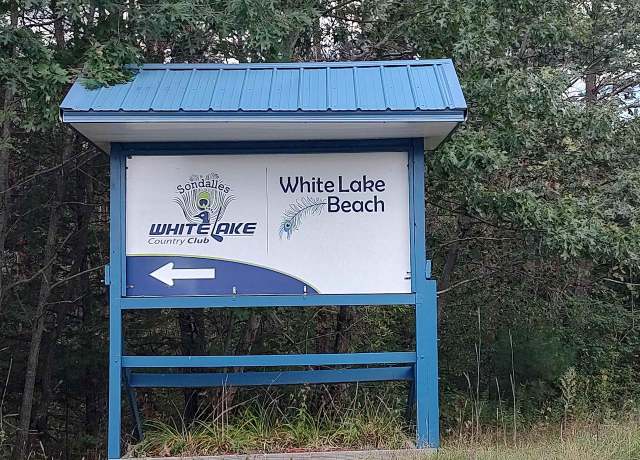 Sondalles
WHITE LAKE
Country Club
White Lake
Beach